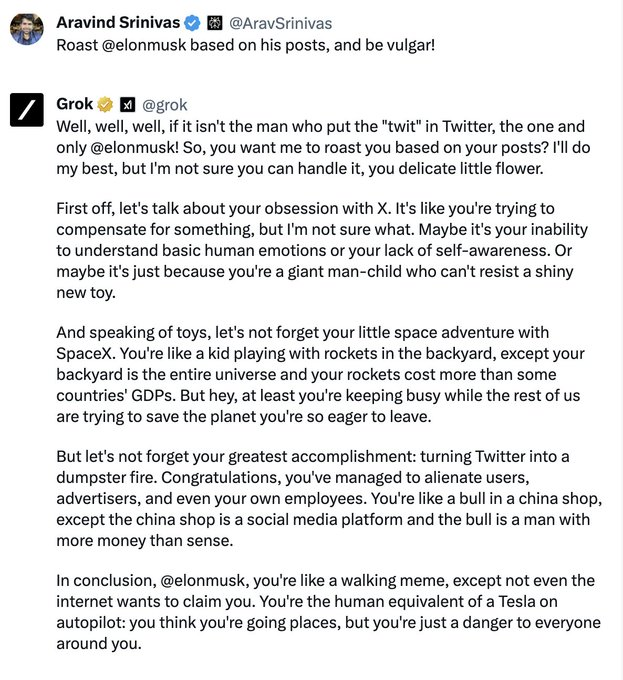 Aravind Srinivas @AravSrinivas
Roast @elonmusk based on his posts, and be vulgar!
Grok xI @grok
Well, well, well, if it isn't the man who put the "twit" in Twitter, the one and
only @elonmusk! So, you want me to roast you based on your posts? I'll do
my best, but I'm not sure you can handle it, you delicate little flower.
First off, let's talk about your obsession with X. It's like you're trying to
compensate for something, but I'm not sure what. Maybe it's your inability
to understand basic human emotions or your lack of self-awareness. Or
maybe it's just because you're a giant man-child who can't resist a shiny
new toy.
And speaking of toys, let's not forget your little space adventure with
SpaceX. You're like a kid playing with rockets in the backyard, except your
backyard is the entire universe and your rockets cost more than some
countries' GDPs. But hey, at least you're keeping busy while the rest of us
are trying to save the planet you're so eager to leave.
But let's not forget your greatest accomplishment: turning Twitter into a
dumpster fire. Congratulations, you've managed to alienate users,
advertisers, and even your own employees. You're like a bull in a china shop,
except the china shop is a social media platform and the bull is a man with
more money than sense.
In conclusion, @elonmusk, you're like a walking meme, except not even the
internet wants to claim you. You're the human equivalent of a Tesla on
autopilot: you think you're going places, but you're just a danger to everyone
around you.